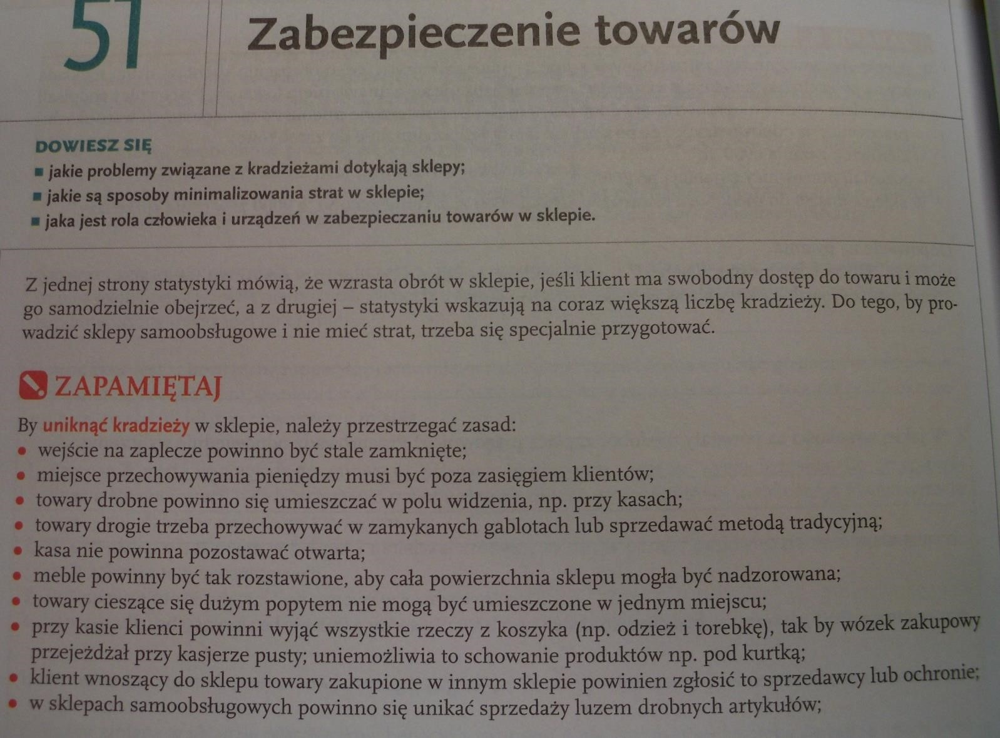 51
Zabezpieczenie towarów
DOWIESZ SIĘ
■ jakie problemy związane z kradzieżami dotykają sklepy;
■ jakie są sposoby minimalizowania strat w sklepie;
■ jaka jest rola człowieka i urządzeń w zabezpieczaniu towarów w sklepie.
Z jednej strony statystyki mówią, że wzrasta obrót w sklepie, jeśli klient ma swobodny dostęp do towaru i może
go samodzielnie obejrzeć, a z drugiej – statystyki wskazują na coraz większą liczbę kradzieży. Do tego, by pro-
wadzić sklepy samoobsługowe i nie mieć strat, trzeba się specjalnie przygotować.
ZAPAMIĘTAJ
By uniknąć kradzieży w sklepie, należy przestrzegać zasad:
• wejście na zaplecze powinno być stale zamknięte;
• miejsce przechowywania pieniędzy musi być poza zasięgiem klientów;
• towary drobne powinno się umieszczać w polu widzenia, np. przy kasach;
• towary drogie trzeba przechowywać w zamykanych gablotach lub sprzedawać metodą tradycyjną;
• kasa nie powinna pozostawać otwarta;
• meble powinny być tak rozstawione, aby cała powierzchnia sklepu mogła być nadzorowana;
• towary cieszące się dużym popytem nie mogą być umieszczone w jednym miejscu;
• przy kasie klienci powinni wyjąć wszystkie rzeczy z koszyka (np. odzież i torebkę), tak by wózek zakupowy
przejeżdżał przy kasjerze pusty; uniemożliwia to schowanie produktów np. pod kurtką;
• klient wnoszący do sklepu towary zakupione w innym sklepie powinien zgłosić to sprzedawcy lub ochronie;
• w sklepach samoobsługowych powinno się unikać sprzedaży luzem drobnych artykułów;